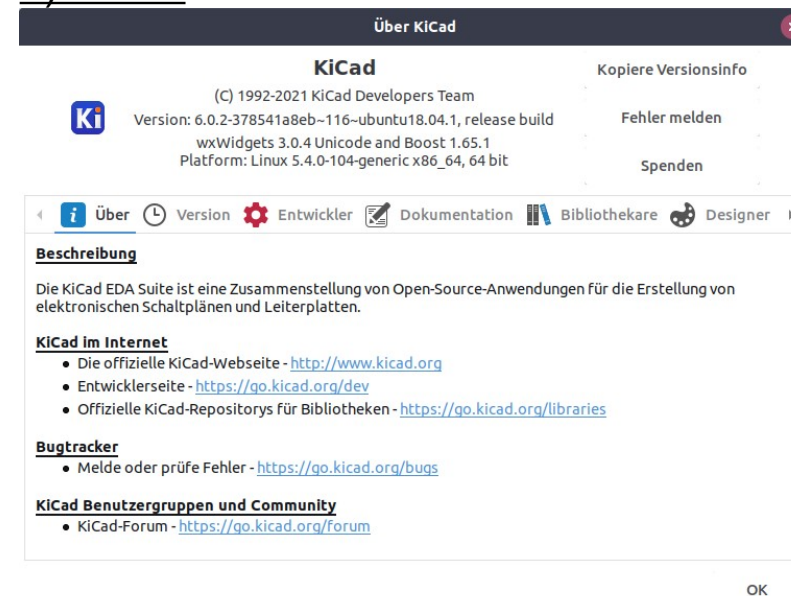 Über KiCad
KiCad
(C) 1992-2021 KiCad Developers Team
Version: 6.0.2-378541a8eb~116~ubuntu18.04.1, release build
wxWidgets 3.0.4 Unicode and Boost 1.65.1
Platform: Linux 5.4.0-104-generic x86_64, 64 bit
Ki
Kopiere Versionsinfo
Fehler melden
Spenden
Über Version Entwickler Dokumentation Bibliothekare Designer
Beschreibung
Die KiCad EDA Suite ist eine Zusammenstellung von Open-Source-Anwendungen für die Erstellung von
elektronischen Schaltplänen und Leiterplatten.
KiCad im Internet
• Die offizielle KiCad-Webseite - http://www.kicad.org
• Entwicklerseite - https://go.kicad.org/dev
• Offizielle KiCad-Repositorys für Bibliotheken - https://go.kicad.org/libraries
Bugtracker
• Melde oder prüfe Fehler - https://go.kicad.org/bugs
KiCad Benutzergruppen und Community
• KiCad-Forum - https://go.kicad.org/forum
OK